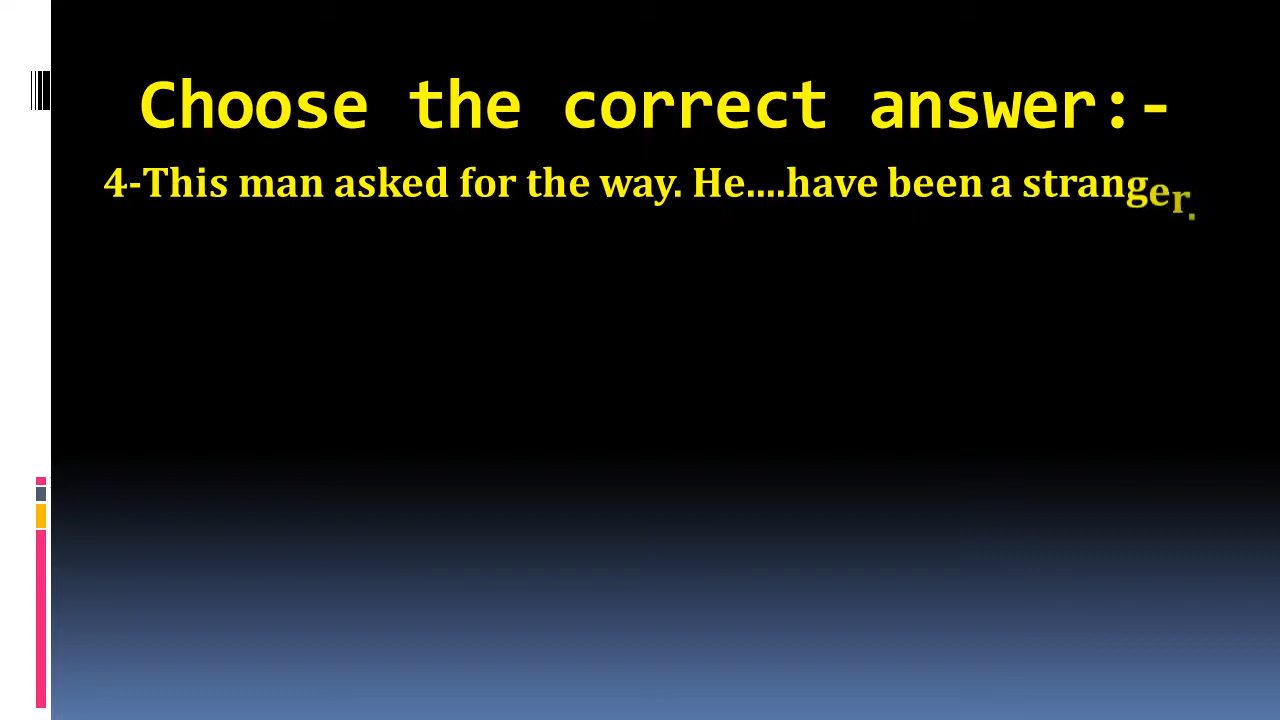 Choose the correct answer:-
4-This man asked for the way. He....have been a stranger.